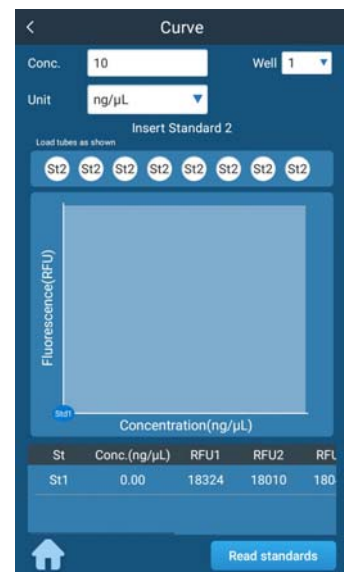 Curve
Conc. 10 Well 1
Unit ng/µL
Insert Standard 2
Load tubes as shown
St2 St2 St2 St2 St2 St2 St2 St2
Fluorescence(RFU)
Std1
Concentration(ng/µL)
St Conc.(ng/µL) RFU1 RFU2 RFU
St1 0.00 18324 18010 180
Read standards